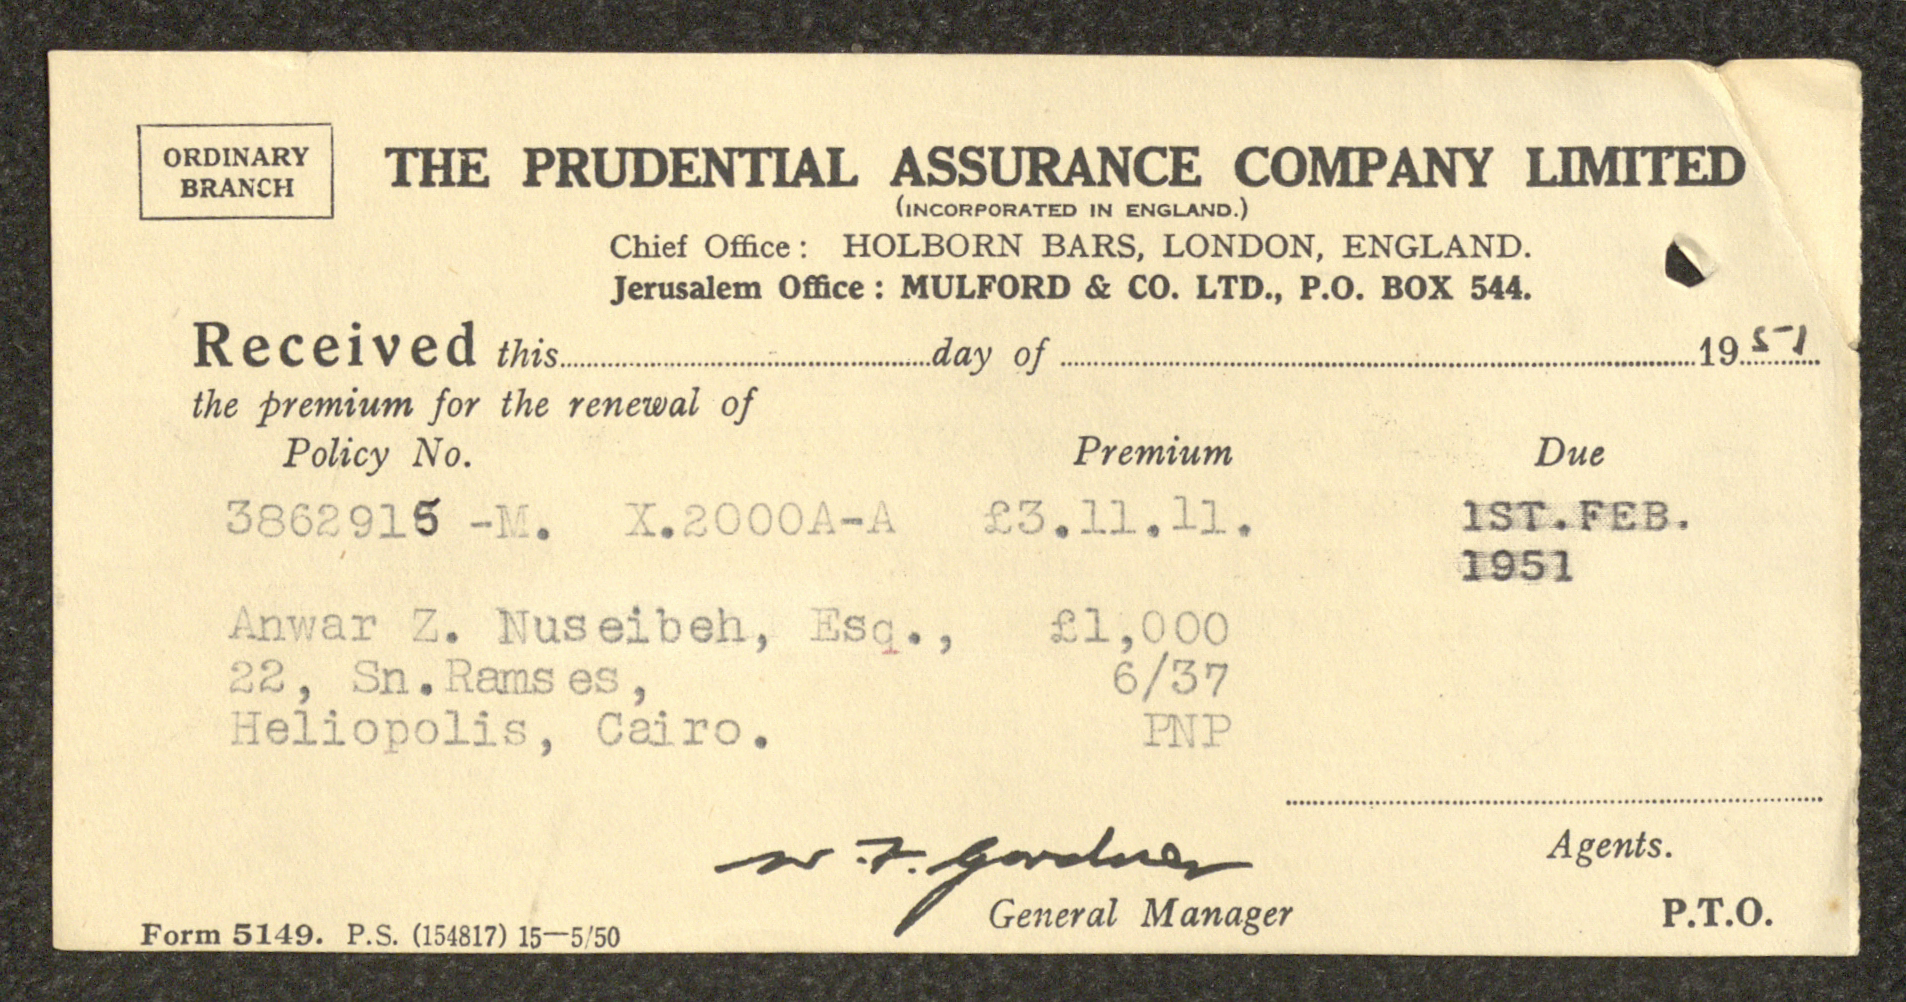 ORDINARY
BRANCH
THE PRUDENTIAL ASSURANCE COMPANY LIMITED
(INCORPORATED IN ENGLAND.)
Chief Office: HOLBORN BARS, LONDON, ENGLAND.
Jerusalem Office: MULFORD & CO. LTD., P.O. BOX 544.
Received this..............................day of ..............................1951
the premium for the renewal of
Policy No. Premium Due
3862915 -M. X.2000A-A £3.11.11. 1ST.FEB.
1951
Anwar Z. Nuseibeh, Esq., £1,000
22, Sn.Ramses, 6/37
Heliopolis, Cairo. PNP
W. F. Gardner
Agents.
General Manager
P.T.O.
Form 5149. P.S. (154817) 15—5/50